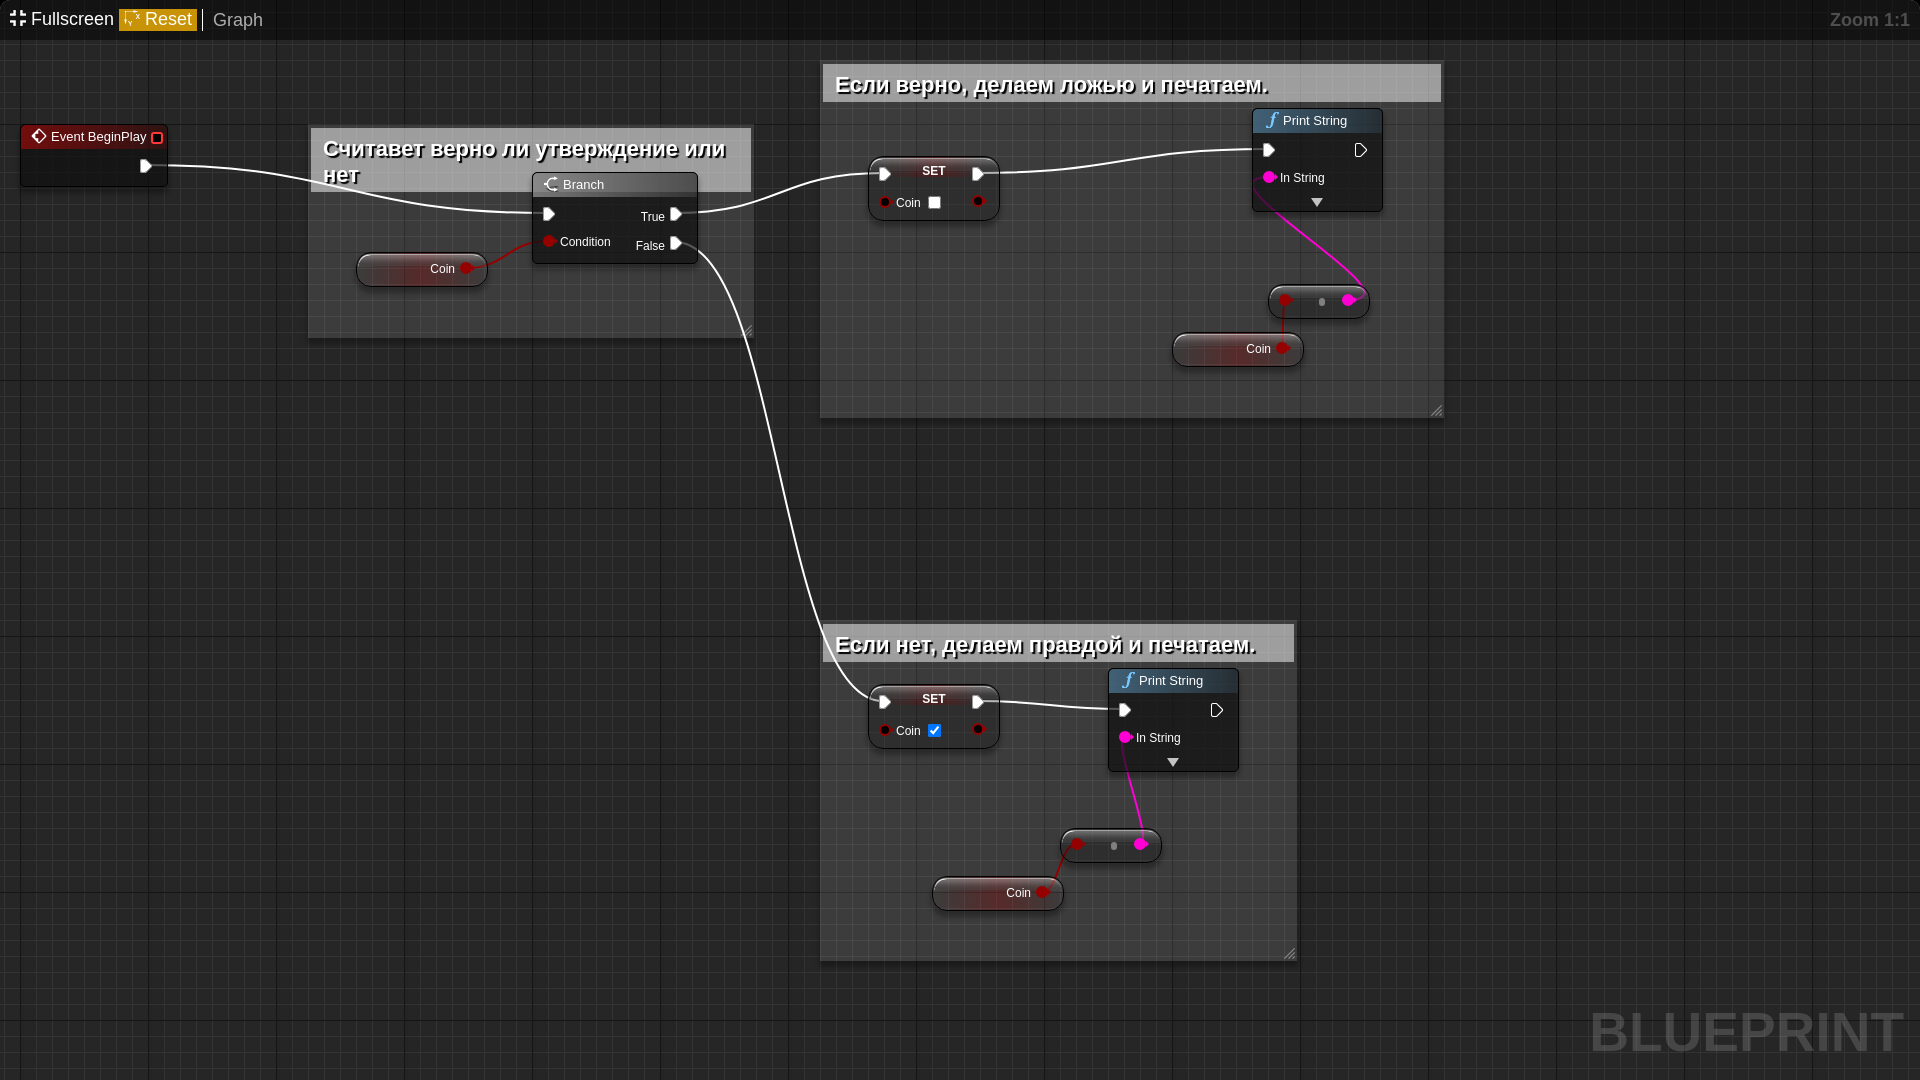 Fullscreen Reset Graph Zoom 1:1
Event BeginPlay
Считавет верно ли утверждение или
нет
Branch
True
Condition
False
Coin
Если верно, делаем ложью и печатаем.
SET
Coin
Print String
In String
Coin
Если нет, делаем правдой и печатаем.
SET
Coin
Print String
In String
Coin
BLUEPRINT